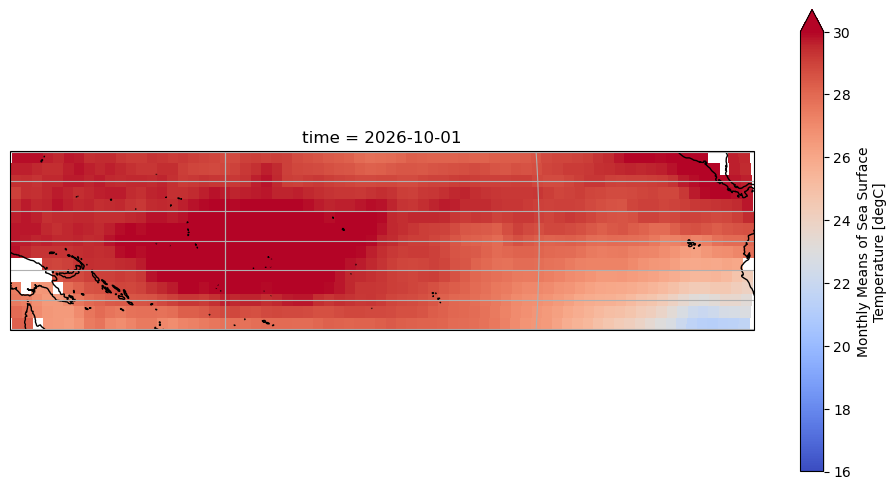 time = 2026-10-01
30
28
26
24
22
20
18
16
Monthly Means of Sea Surface
Temperature [degC]